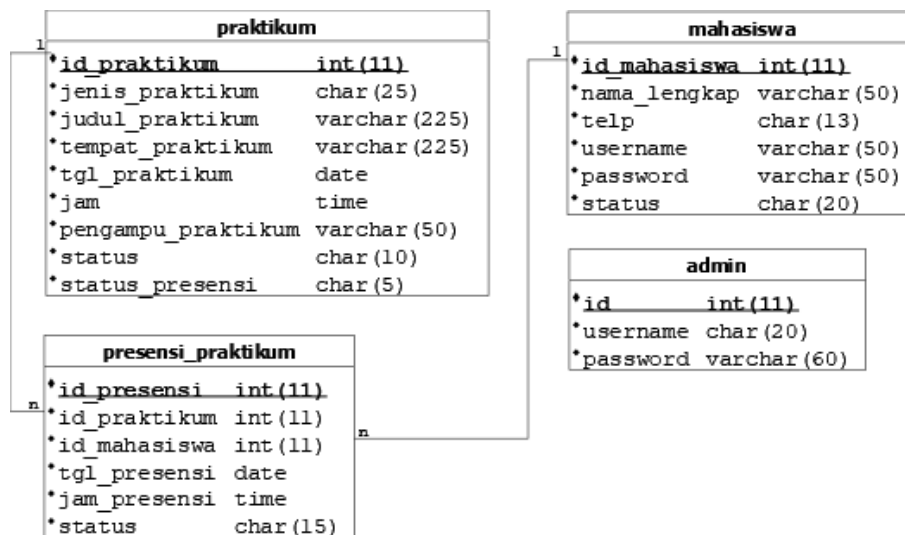 praktikum
1
*id_praktikum int(11)
*jenis_praktikum char(25)
*judul_praktikum varchar(225)
*tempat_praktikum varchar(225)
*tgl_praktikum date
*jam time
*pengampu_praktikum varchar(50)
*status char(10)
*status_presensi char(5)
mahasiswa
1
*id_mahasiswa int(11)
*nama_lengkap varchar(50)
*telp char(13)
*username varchar(50)
*password varchar(50)
*status char(20)
admin
*id int(11)
*username char(20)
*password varchar(60)
presensi_praktikum
*id_presensi int(11)
n
*id_praktikum int(11)
*id_mahasiswa int(11)
n
*tgl_presensi date
*jam_presensi time
*status char(15)